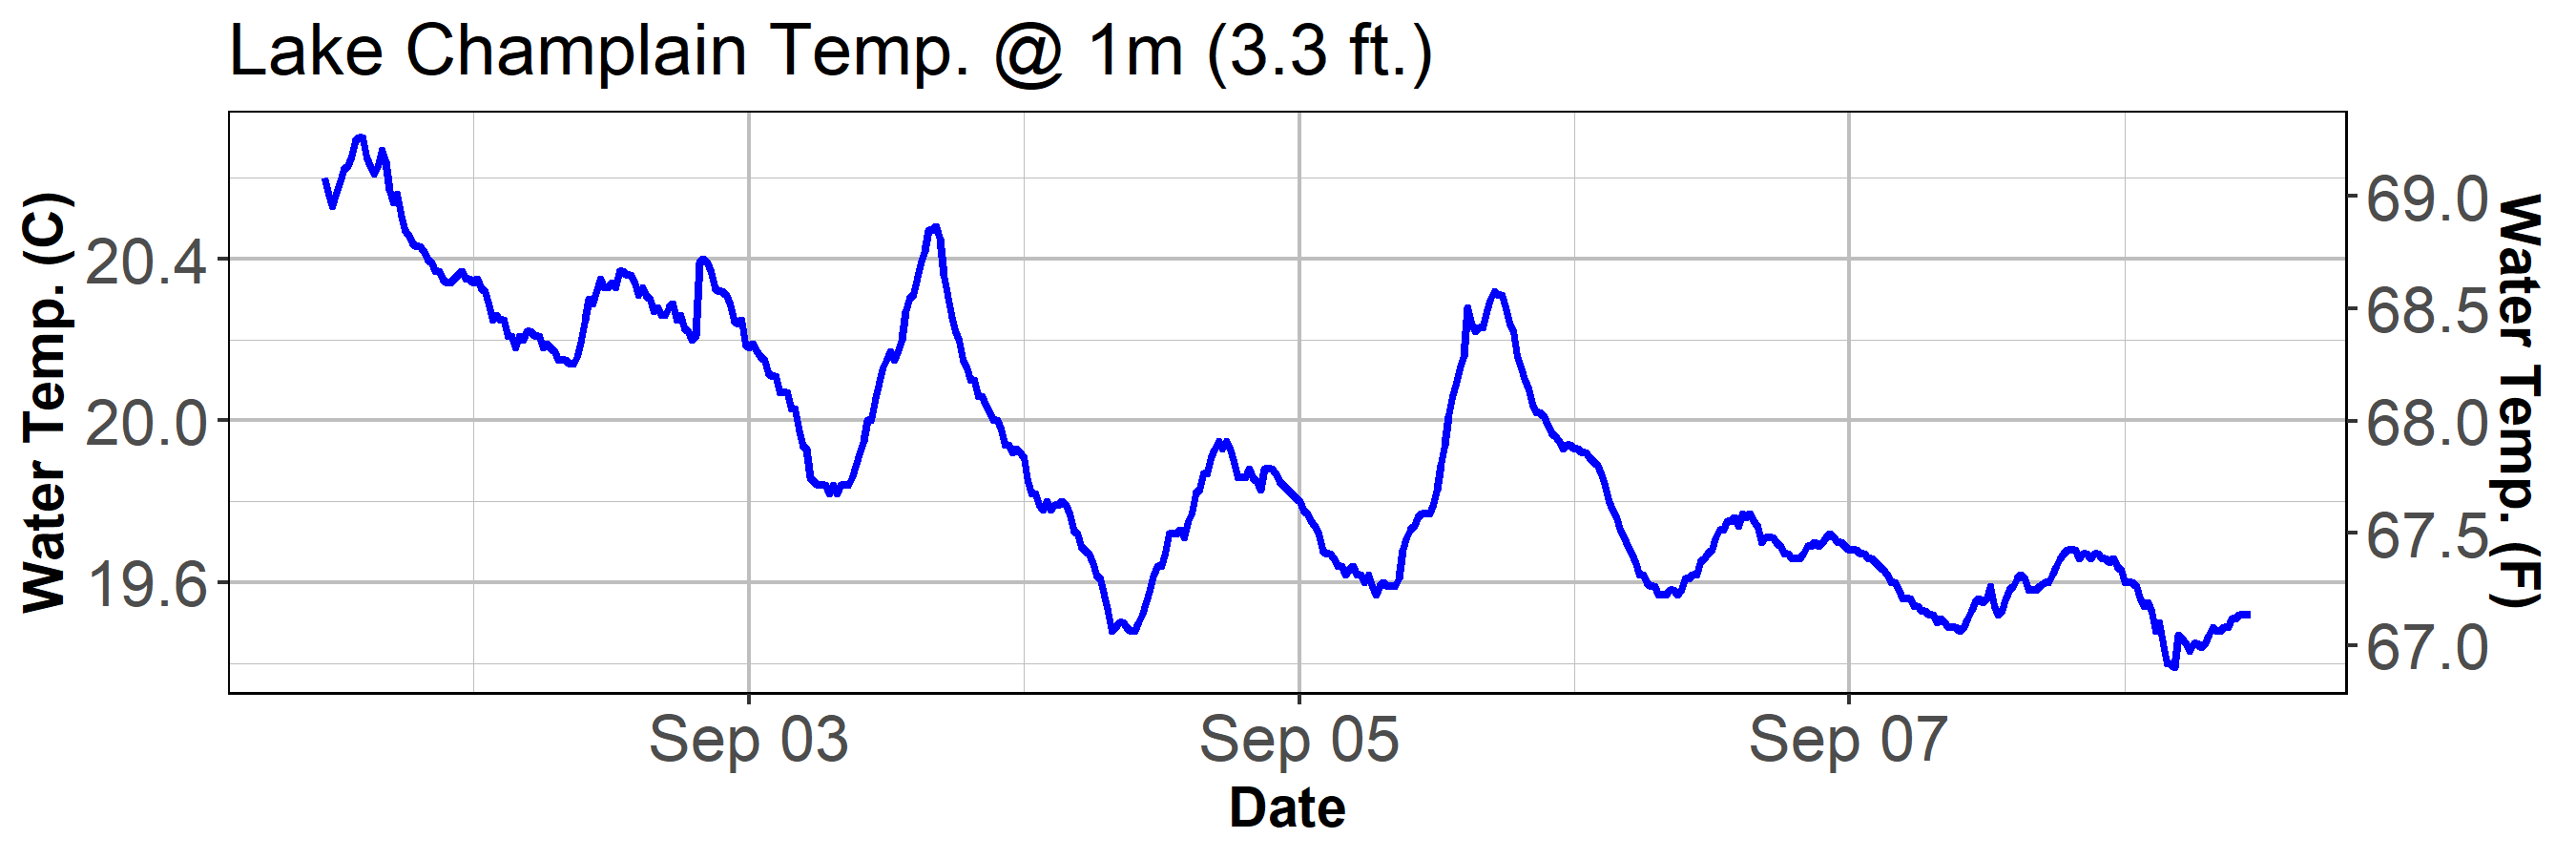 Lake Champlain Temp. @ 1m (3.3 ft.)
Water Temp. (C)
20.4
20.0
19.6
69.0
68.5
68.0
67.5
67.0
Water Temp. (F)
Sep 03
Sep 05
Sep 07
Date